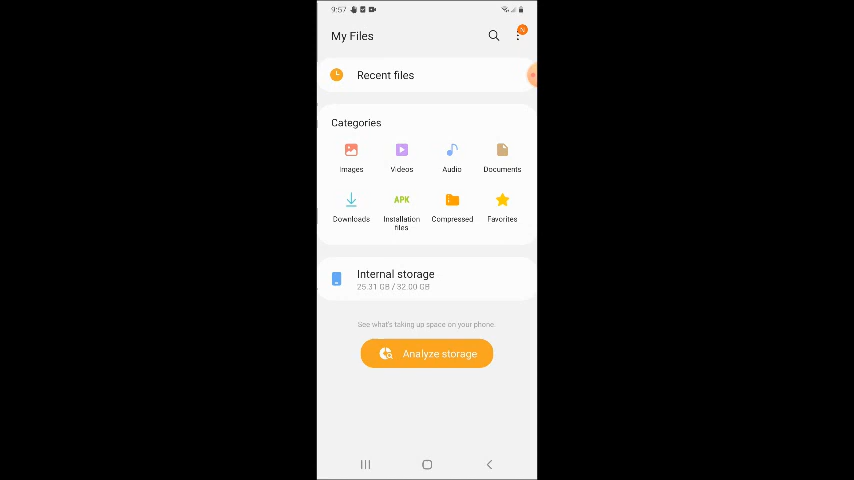 9:57
My Files
N
Recent files
Categories
Images Videos Audio Documents
APK
Downloads Installation files Compressed Favorites
Internal storage
25.31 GB / 32.00 GB
See what's taking up space on your phone.
Analyze storage